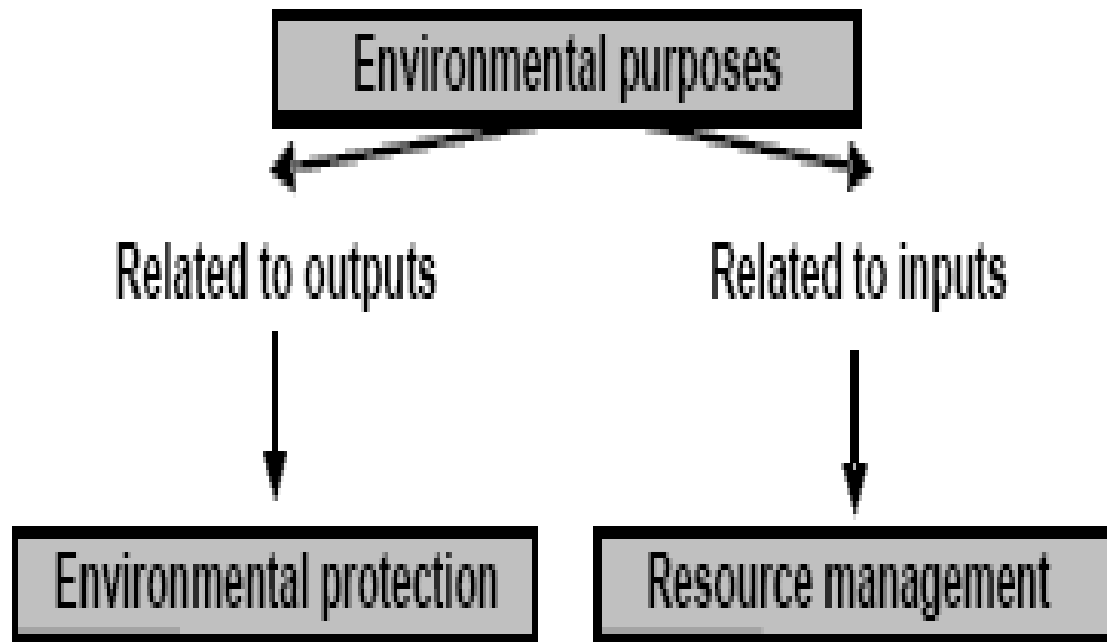 Environmental purposes
Related to outputs
Related to inputs
Environmental protection
Resource management